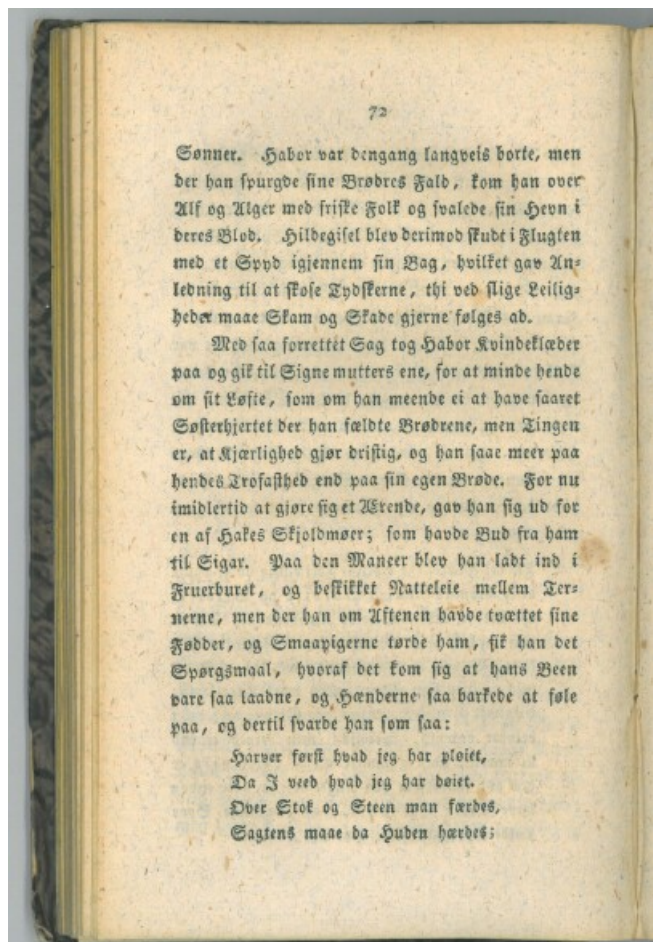 72
Sønner. Habor var dengang langveis borte, men
der han spurgde sine Brødres Fald, kom han over
Alf og Alger med friske Folk og svalede sin Hevn i
deres Blod. Hildegisel blev derimod skudt i Flugten
med et Spyd igjennem sin Bag, hvilket gav An=
ledning til at skose Tydskerne, thi ved slige Leilig=
heder maae Skam og Skade gjerne følges ad.
Med saa forrettet Sag tog Habor Kvindeklæder
paa og gik til Signe mutters ene, for at minde hende
om sit Løfte, som om han meende ei at have saaret
Søsterhjertet der han fældte Brødrene, men Tingen
er, at Kjærlighed gjør dristig, og han saae meer paa
hendes Trofasthed end paa sin egen Brøde. For nu
imidlertid at gjøre sig et Ærende, gav han sig ud for
en af Hakes Skjoldmøer; som havde Bud fra ham
til Sigar. Paa den Maneer blev han ladt ind i
Fruerburet, og beskikket Natteleie mellem Ter=
nerne, men der han om Aftenen havde tvættet sine
Fødder, og Smaapigerne tørde ham, fik han det
Spørgsmaal, hvoraf det kom sig at hans Been
vare saa laadne, og Hænderne saa barkede at føle
paa, og dertil svarde han som saa:
Harver først hvad jeg har pløiet,
Da I veed hvad jeg har døiet.
Over Stok og Steen man færdes,
Sagtens maae da Huden hærdes;